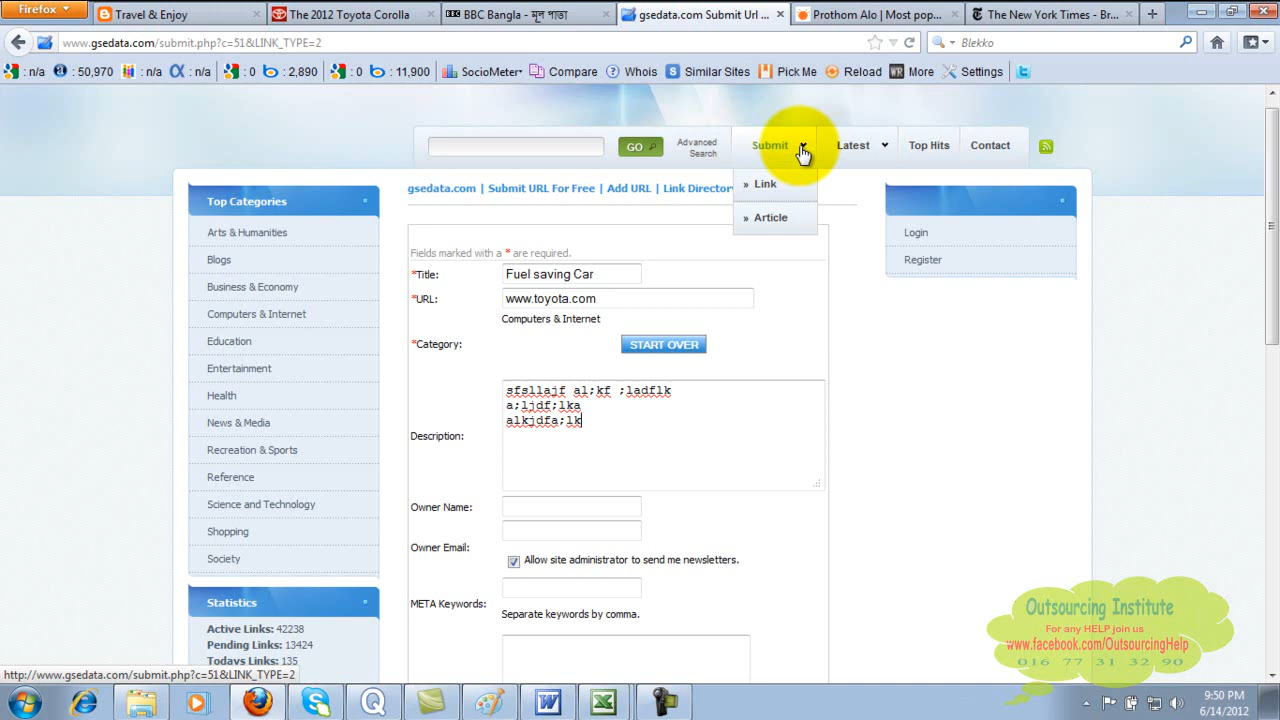 Firefox
Travel & Enjoy
The 2012 Toyota Corolla
BBC Bangla - মূল পাতা
gsedata.com Submit Url ...
Prothom Alo | Most pop...
The New York Times - Br...
www.gsedata.com/submit.php?c=51&LINK_TYPE=2
Blekko
: n/a : 50,970 : n/a : n/a : 0 : 2,890 : 0 : 11,900 SocioMeter Compare Whois Similar Sites Pick Me Reload More Settings
GO
Advanced
Search
Submit
Latest
Top Hits
Contact
» Link
» Article
gsedata.com | Submit URL For Free | Add URL | Link Directory
Top Categories
Arts & Humanities
Blogs
Business & Economy
Computers & Internet
Education
Entertainment
Health
News & Media
Recreation & Sports
Reference
Science and Technology
Shopping
Society
Statistics
Active Links: 42238
Pending Links: 13424
Todays Links: 135
Fields marked with a * are required.
*Title: Fuel saving Car
*URL: www.toyota.com
Computers & Internet
*Category: START OVER
Description:
sfsllajf al;kf ;ladflk
a;ljdf;lka
alkjdfa;lk
Owner Name:
Owner Email:
Allow site administrator to send me newsletters.
META Keywords:
Separate keywords by comma.
Login
Register
Outsourcing Institute
For any HELP join us
www.facebook.com/OutsourcingHelp
016 77 31 32 90
http://www.gsedata.com/submit.php?c=51&LINK_TYPE=2
9:50 PM
6/14/2012